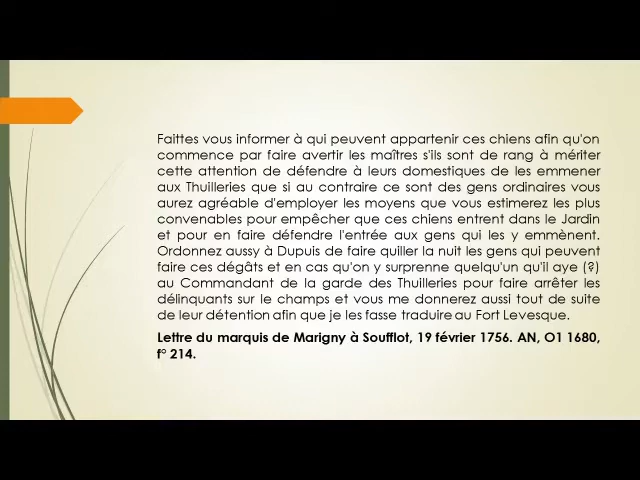 Faittes vous informer à qui peuvent appartenir ces chiens afin qu'on
commence par faire avertir les maîtres s'ils sont de rang à mériter
cette attention de défendre à leurs domestiques de les emmener
aux Thuilleries que si au contraire ce sont des gens ordinaires vous
aurez agréable d'employer les moyens que vous estimerez les plus
convenables pour empêcher que ces chiens entrent dans le Jardin
et pour en faire défendre l'entrée aux gens qui les y emmènent.
Ordonnez aussy à Dupuis de faire quiller la nuit les gens qui peuvent
faire ces dégâts et en cas qu'on y surprenne quelqu'un qu'il aye (?)
au Commandant de la garde des Thuilleries pour faire arrêter les
délinquants sur le champs et vous me donnerez aussi tout de suite
de leur détention afin que je les fasse traduire au Fort Levesque.
Lettre du marquis de Marigny à Soufflot, 19 février 1756. AN, O1 1680,
f° 214.